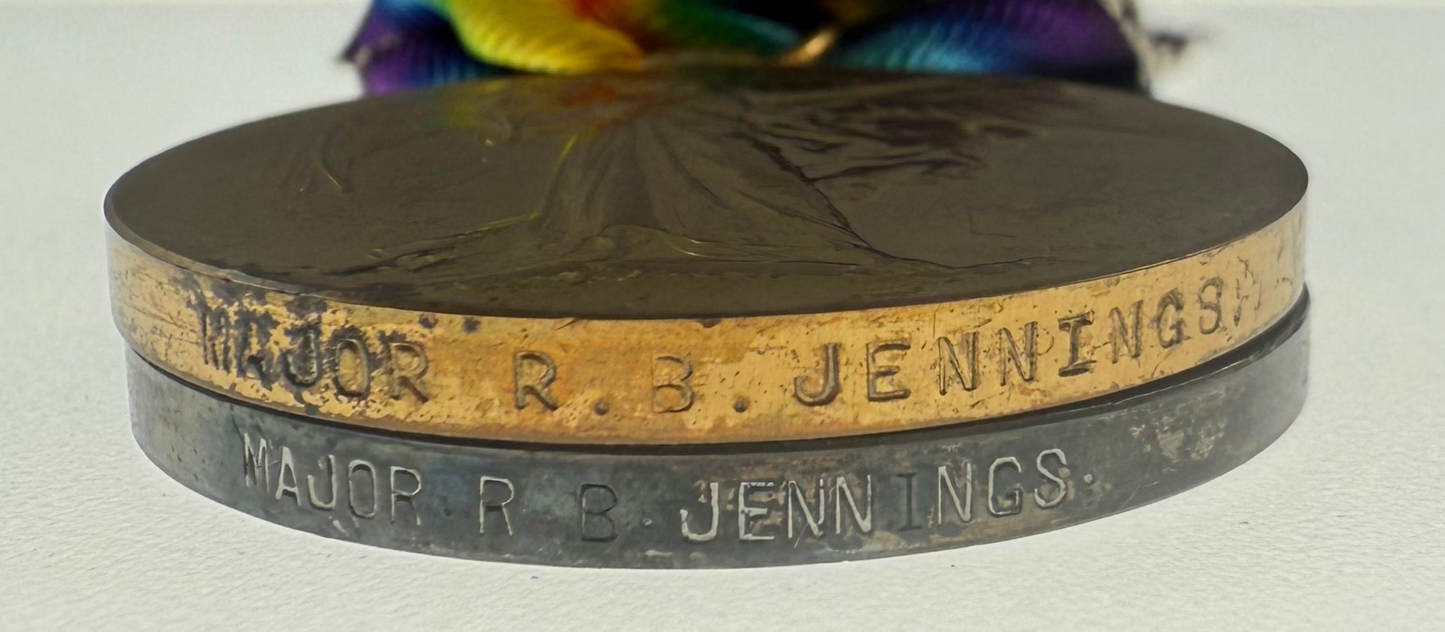 MAJOR R. B. JENNINGS.
MAJOR. R B. JENNINGS.